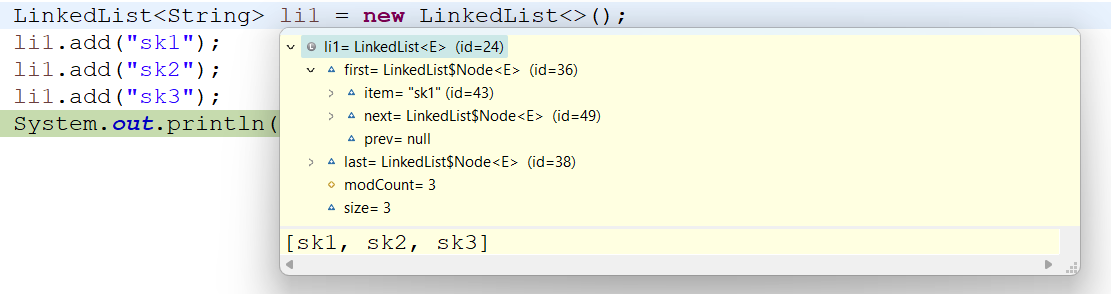 LinkedList<String> li1 = new LinkedList<>();
li1.add("sk1");
li1.add("sk2");
li1.add("sk3");
System.out.println(
li1= LinkedList<E> (id=24)
first= LinkedList$Node<E> (id=36)
item= "sk1" (id=43)
next= LinkedList$Node<E> (id=49)
prev= null
last= LinkedList$Node<E> (id=38)
modCount= 3
size= 3
[sk1, sk2, sk3]